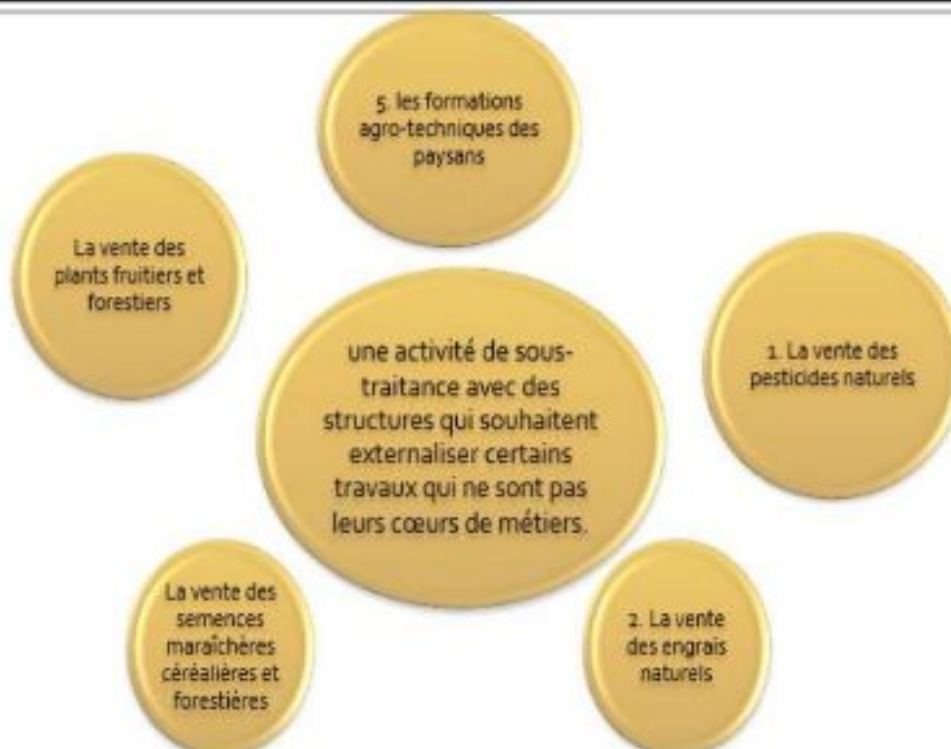 5. les formations
agro-techniques des
paysans
La vente des
plants fruitiers et
forestiers
une activité de sous-
traitance avec des
structures qui souhaitent
externaliser certains
travaux qui ne sont pas
leurs cœurs de métiers.
1. La vente des
pesticides naturels
La vente des
semences
maraîchères
céréalières et
forestières
2. La vente
des engrais
naturels